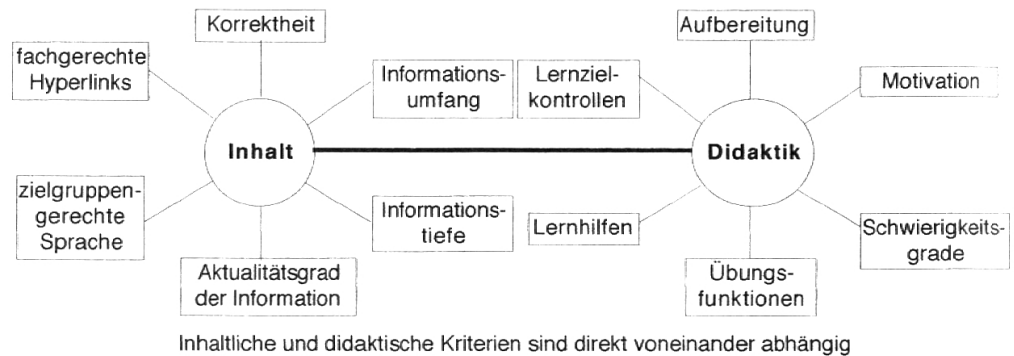 Korrektheit
fachgerechte
Hyperlinks
Informations-
umfang
Inhalt
zielgruppen-
gerechte
Sprache
Informations-
tiefe
Aktualitätsgrad
der Information
Aufbereitung
Lernziel-
kontrollen
Motivation
Didaktik
Lernhilfen
Schwierigkeits-
grade
Übungs-
funktionen
Inhaltliche und didaktische Kriterien sind direkt voneinander abhängig